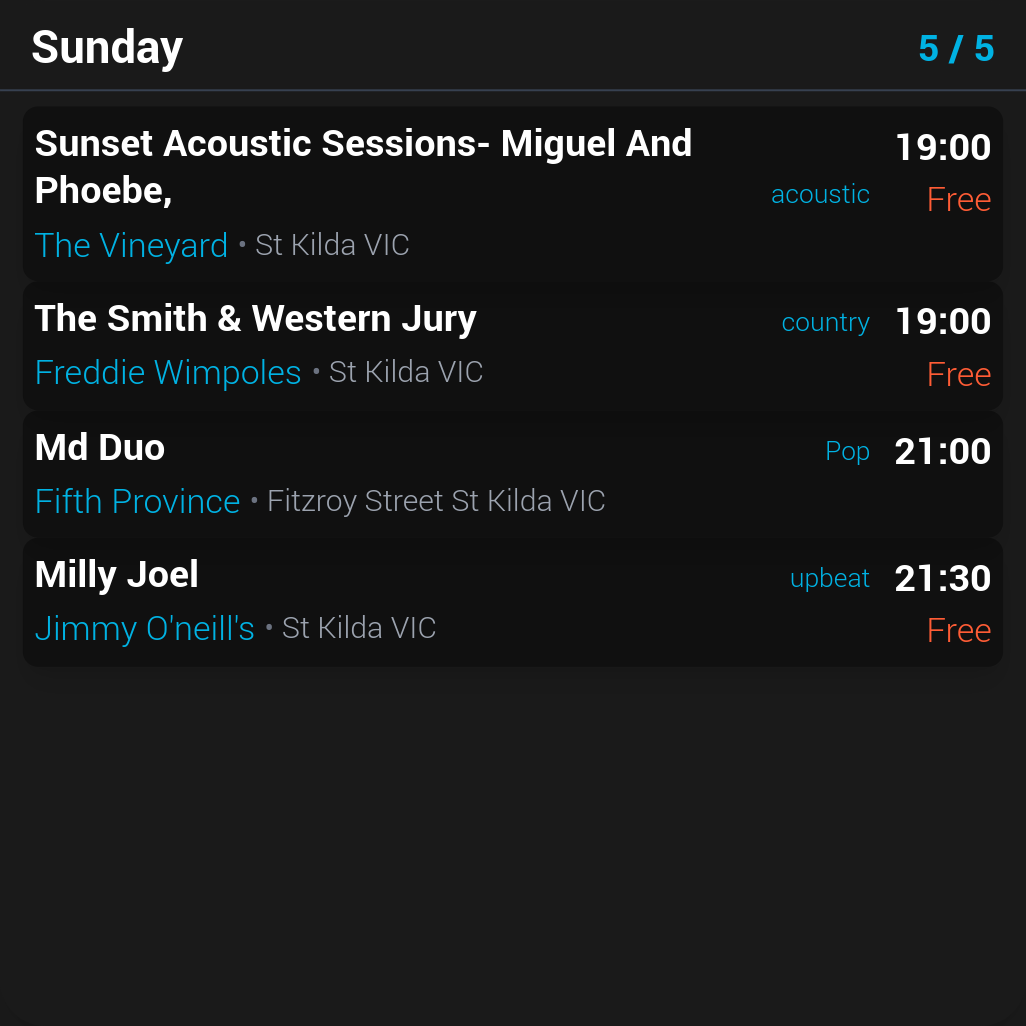 Sunday 5 / 5
Sunset Acoustic Sessions- Miguel And
Phoebe,
acoustic
19:00
Free
The Vineyard • St Kilda VIC
The Smith & Western Jury
country
19:00
Freddie Wimpoles • St Kilda VIC
Free
Md Duo
Pop
21:00
Fifth Province • Fitzroy Street St Kilda VIC
Milly Joel
upbeat
21:30
Jimmy O'neill's • St Kilda VIC
Free